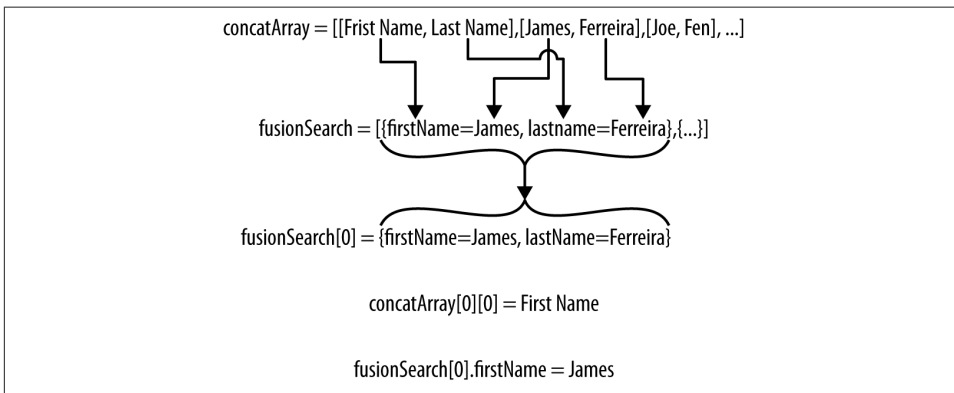 concatArray = [[Frist Name, Last Name],[James, Ferreira],[Joe, Fen], ...]
fusionSearch = [{firstName=James, lastname=Ferreira},{...}]
fusionSearch[0] = {firstName=James, lastName=Ferreira}
concatArray[0][0] = First Name
fusionSearch[0].firstName = James